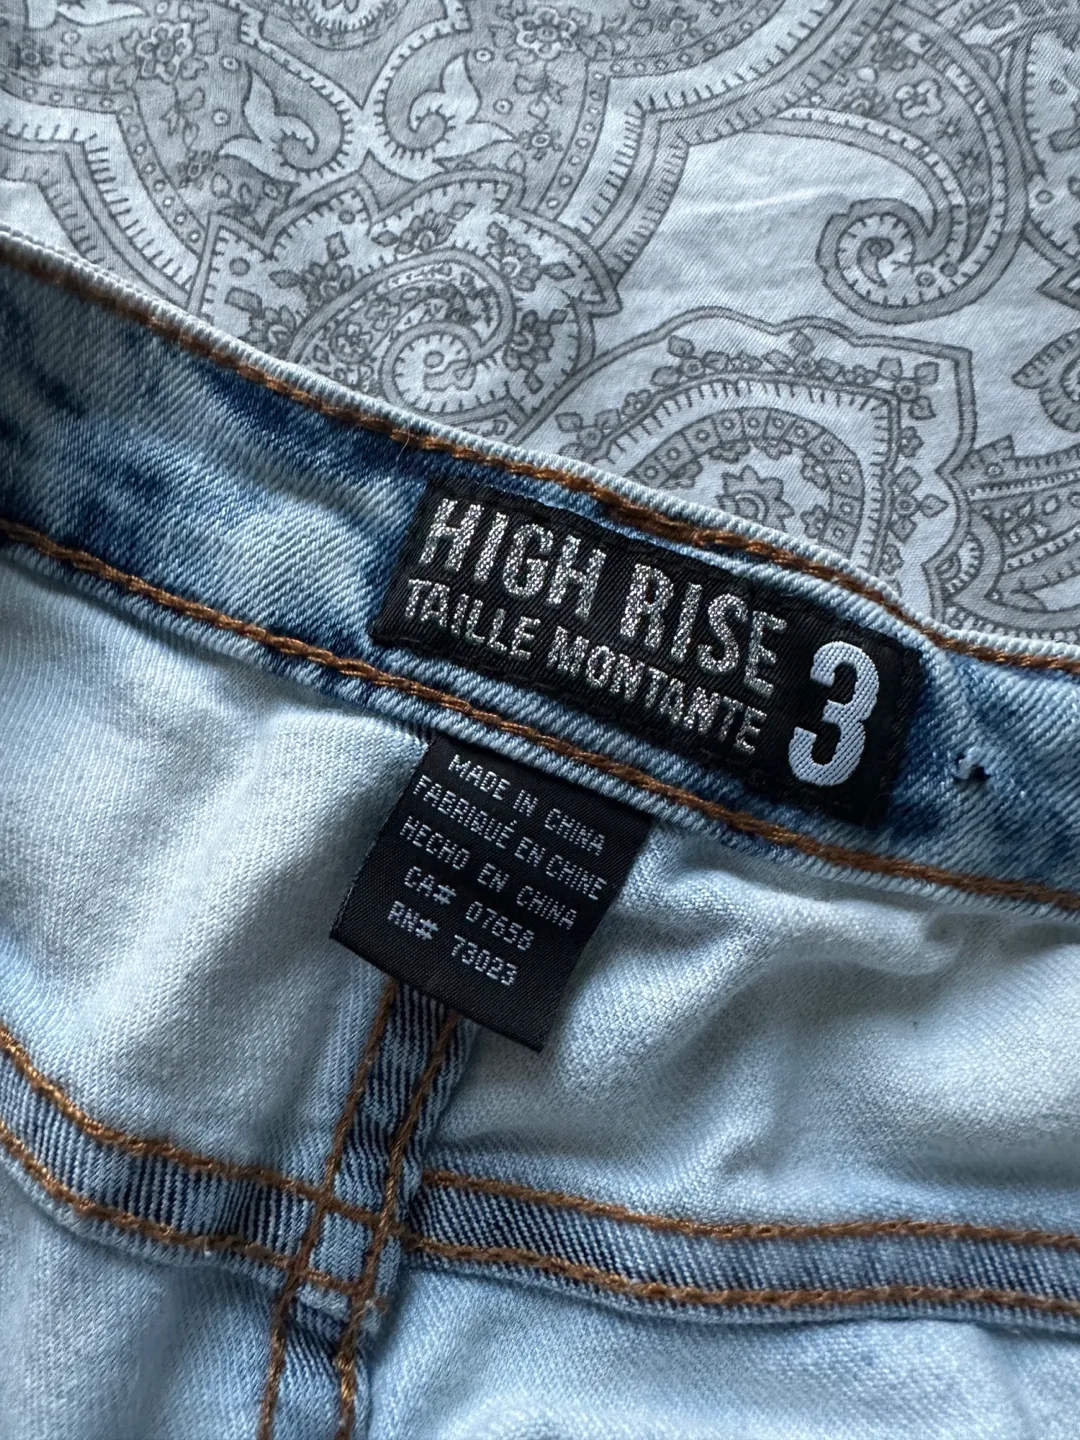 HIGH RISE
TAILLE MONTANTE
3
MADE IN CHINA
FABRIQUÉ EN CHINE
HECHO EN CHINA
CA# 07658
RN# 73023